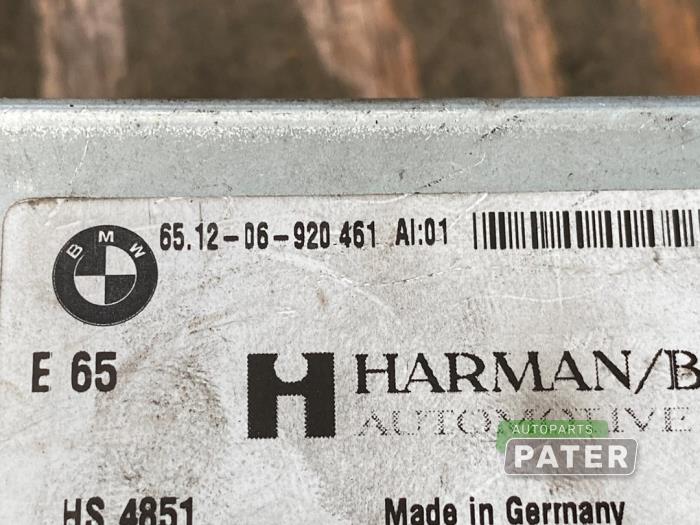 BMW
65.12-06-920 461 AI:01
E 65
HARMAN/B
AUTOMOTIVE
AUTOPARTS
PATER
HS 4851
Made in Germany